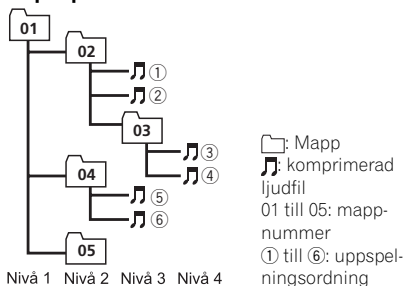 01
02
①
②
03
③
④
04
⑤
⑥
05
Nivå 1 Nivå 2 Nivå 3 Nivå 4
: Mapp
: komprimerad
ljudfil
01 till 05: mapp-
nummer
① till ⑥: uppspel-
ningsordning